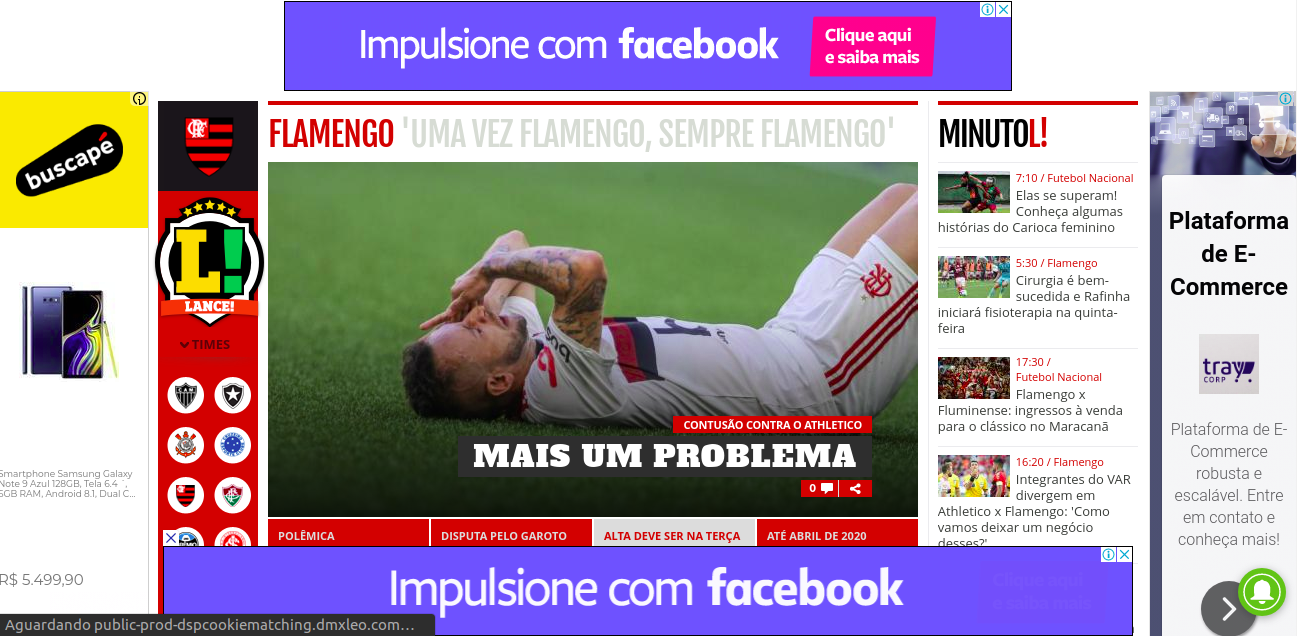 Impulsione com facebook
Clique aqui
e saiba mais
buscapé
Smartphone Samsung Galaxy
Note 9 Azul 128GB, Tela 6.4 ´,
6GB RAM, Android 8.1, Dual C...
R$ 5.499,90
CRF
L!
LANCE!
TIMES
FLAMENGO 'UMA VEZ FLAMENGO, SEMPRE FLAMENGO'
CONTUSÃO CONTRA O ATHLETICO
MAIS UM PROBLEMA
0
POLÊMICA
DISPUTA PELO GAROTO
ALTA DEVE SER NA TERÇA
ATÉ ABRIL DE 2020
MINUTOL!
7:10 / Futebol Nacional
Elas se superam!
Conheça algumas
histórias do Carioca feminino
5:30 / Flamengo
Cirurgia é bem-
sucedida e Rafinha
iniciará fisioterapia na quinta-
feira
17:30 /
Futebol Nacional
Flamengo x
Fluminense: ingressos à venda
para o clássico no Maracanã
16:20 / Flamengo
Integrantes do VAR
divergem em
Athletico x Flamengo: 'Como
vamos deixar um negócio
desses?'
Plataforma
de E-
Commerce
tray
CORP
Plataforma de E-
Commerce
robusta e
escalável. Entre
em contato e
conheça mais!
Impulsione com facebook
Clique aqui
e saiba mais
Aguardando public-prod-dspcookiematching.dmxleo.com…